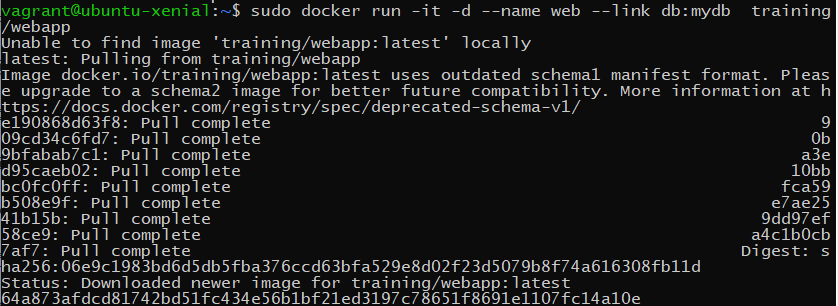 vagrant@ubuntu-xenial:~$ sudo docker run -it -d --name web --link db:mydb  training
/webapp
Unable to find image 'training/webapp:latest' locally
latest: Pulling from training/webapp
Image docker.io/training/webapp:latest uses outdated schema1 manifest format. Pleas
e upgrade to a schema2 image for better future compatibility. More information at h
ttps://docs.docker.com/registry/spec/deprecated-schema-v1/
e190868d63f8: Pull complete 9
09cd34c6fd7: Pull complete 0b
9bfabab7c1: Pull complete a3e
d95caeb02: Pull complete 10bb
bc0fc0ff: Pull complete fca59
b508e9f: Pull complete e7ae25
41b15b: Pull complete 9dd97ef
58ce9: Pull complete a4c1b0cb
7af7: Pull complete Digest: s
ha256:06e9c1983bd6d5db5fba376ccd63bfa529e8d02f23d5079b8f74a616308fb11d
Status: Downloaded newer image for training/webapp:latest
64a873afdcd81742bd51fc434e56b1bf21ed3197c78651f8691e1107fc14a10e